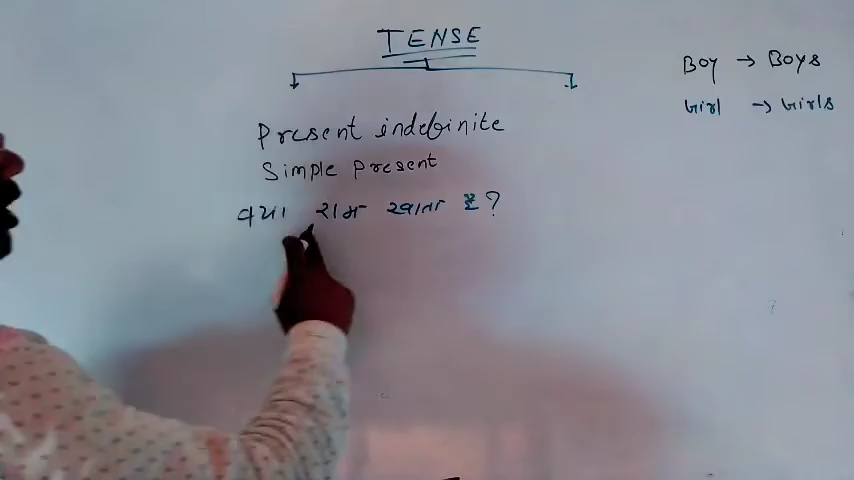 TENSE
Boy → Boys
Girl → Girls
Present indefinite
Simple Present
क्या राम खाता है?